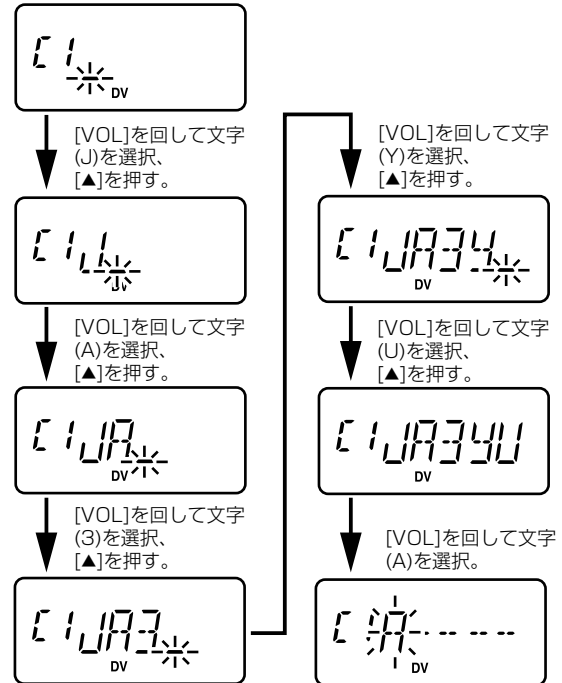 C1
DV
[VOL]を回して文字
(J)を選択、
[▲]を押す。
C1J
DV
[VOL]を回して文字
(A)を選択、
[▲]を押す。
C1JA
DV
[VOL]を回して文字
(3)を選択、
[▲]を押す。
C1JA3
DV
[VOL]を回して文字
(Y)を選択、
[▲]を押す。
C1JA3Y
DV
[VOL]を回して文字
(U)を選択、
[▲]を押す。
C1JA3YU
DV
[VOL]を回して文字
(A)を選択。
C A-----
DV